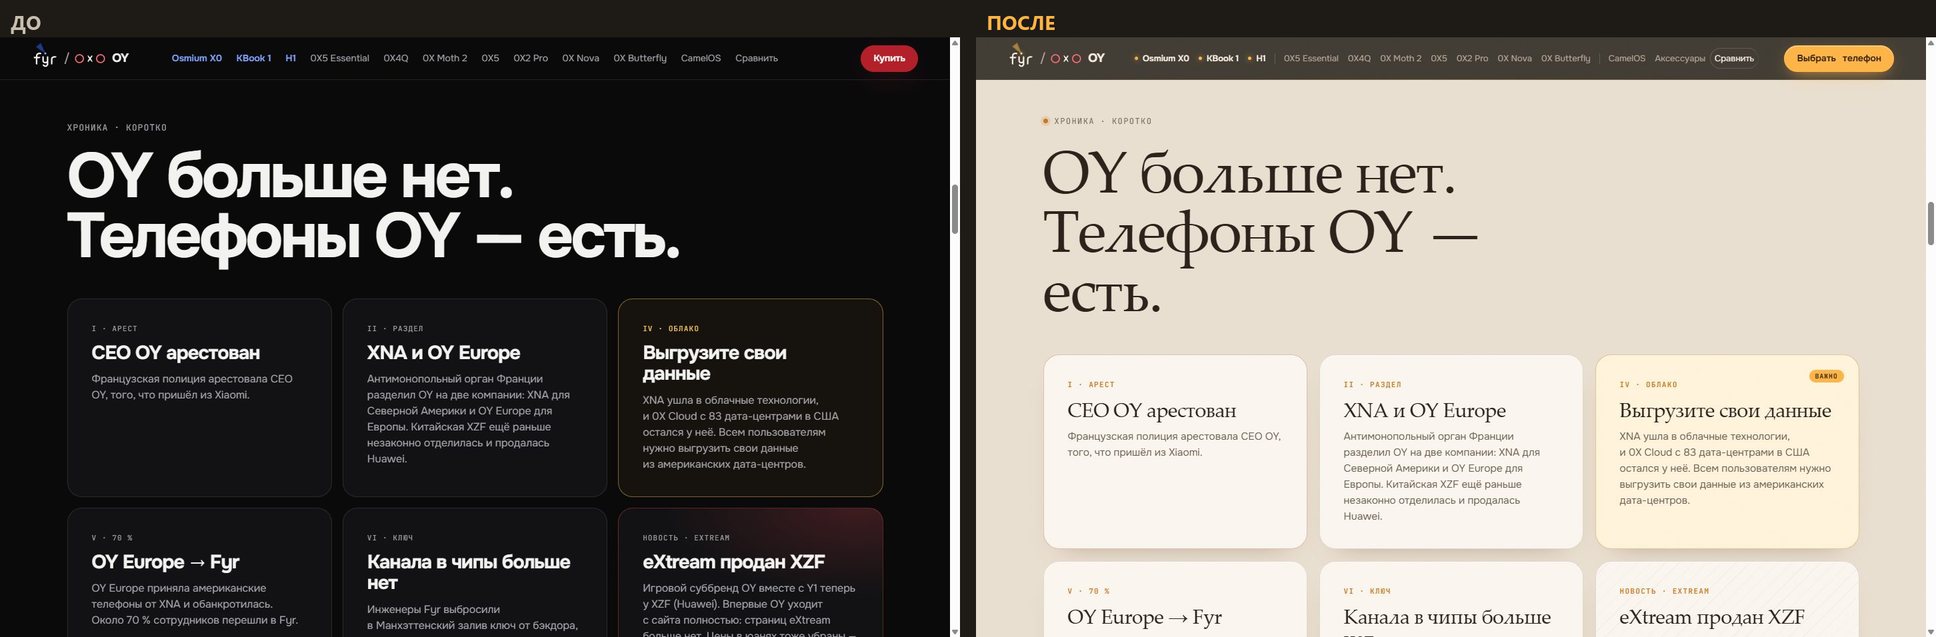 ДО
fyr / OXO OY Osmium X0 KBook 1 H1 0X5 Essential 0X4Q 0X Moth 2 0X5 0X2 Pro 0X Nova 0X Butterfly CamelOS Сравнить Купить
ХРОНИКА · КОРОТКО
OY больше нет.
Телефоны OY — есть.
I · АРЕСТ
CEO OY арестован
Французская полиция арестовала CEO
OY, того, что пришёл из Xiaomi.
II · РАЗДЕЛ
XNA и OY Europe
Антимонопольный орган Франции
разделил OY на две компании: XNA для
Северной Америки и OY Europe для
Европы. Китайская XZF ещё раньше
незаконно отделилась и продалась
Huawei.
IV · ОБЛАКО
Выгрузите свои
данные
XNA ушла в облачные технологии,
и 0X Cloud с 83 дата-центрами в США
остался у неё. Всем пользователям
нужно выгрузить свои данные
из американских дата-центров.
V · 70 %
OY Europe → Fyr
OY Europe приняла американские
телефоны от XNA и обанкротилась.
Около 70 % сотрудников перешли в Fyr.
VI · КЛЮЧ
Канала в чипы больше
нет
Инженеры Fyr выбросили
в Манхэттенский залив ключ от бэкдора,
НОВОСТЬ · EXTREAM
eXtream продан XZF
Игровой суббренд OY вместе с Y1 теперь
у XZF (Huawei). Впервые OY уходит
с сайта полностью: страниц eXtream
больше нет. Цены в юанях тоже убраны —
ПОСЛЕ
fyr / OXO OY Osmium X0 KBook 1 H1 0X5 Essential 0X4Q 0X Moth 2 0X5 0X2 Pro 0X Nova 0X Butterfly CamelOS Аксессуары Сравнить Выбрать телефон
ХРОНИКА · КОРОТКО
OY больше нет.
Телефоны OY —
есть.
I · АРЕСТ
CEO OY арестован
Французская полиция арестовала CEO OY,
того, что пришёл из Xiaomi.
II · РАЗДЕЛ
XNA и OY Europe
Антимонопольный орган Франции
разделил OY на две компании: XNA для
Северной Америки и OY Europe для
Европы. Китайская XZF ещё раньше
незаконно отделилась и продалась
Huawei.
ВАЖНО
IV · ОБЛАКО
Выгрузите свои данные
XNA ушла в облачные технологии,
и 0X Cloud с 83 дата-центрами в США
остался у неё. Всем пользователям нужно
выгрузить свои данные из американских
дата-центров.
V · 70 %
OY Europe → Fyr
VI · КЛЮЧ
Канала в чипы больше
НОВОСТЬ · EXTREAM
eXtream продан XZF